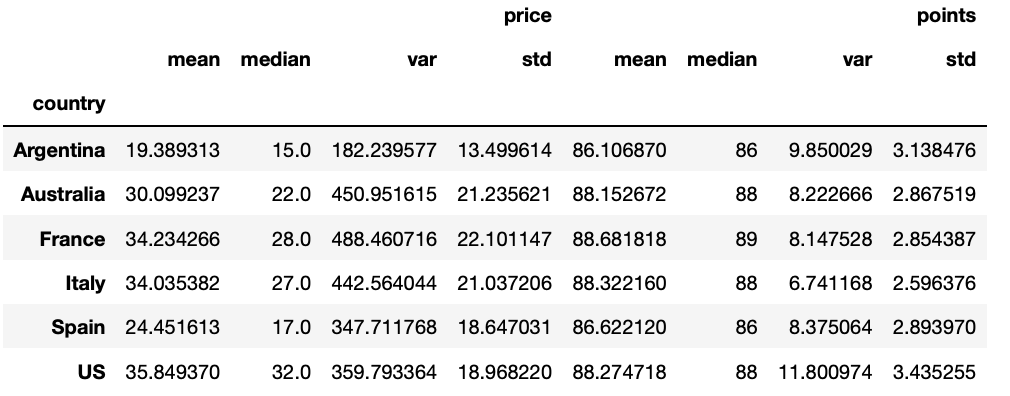 price points
mean median var std mean median var std
country
Argentina 19.389313 15.0 182.239577 13.499614 86.106870 86 9.850029 3.138476
Australia 30.099237 22.0 450.951615 21.235621 88.152672 88 8.222666 2.867519
France 34.234266 28.0 488.460716 22.101147 88.681818 89 8.147528 2.854387
Italy 34.035382 27.0 442.564044 21.037206 88.322160 88 6.741168 2.596376
Spain 24.451613 17.0 347.711768 18.647031 86.622120 86 8.375064 2.893970
US 35.849370 32.0 359.793364 18.968220 88.274718 88 11.800974 3.435255